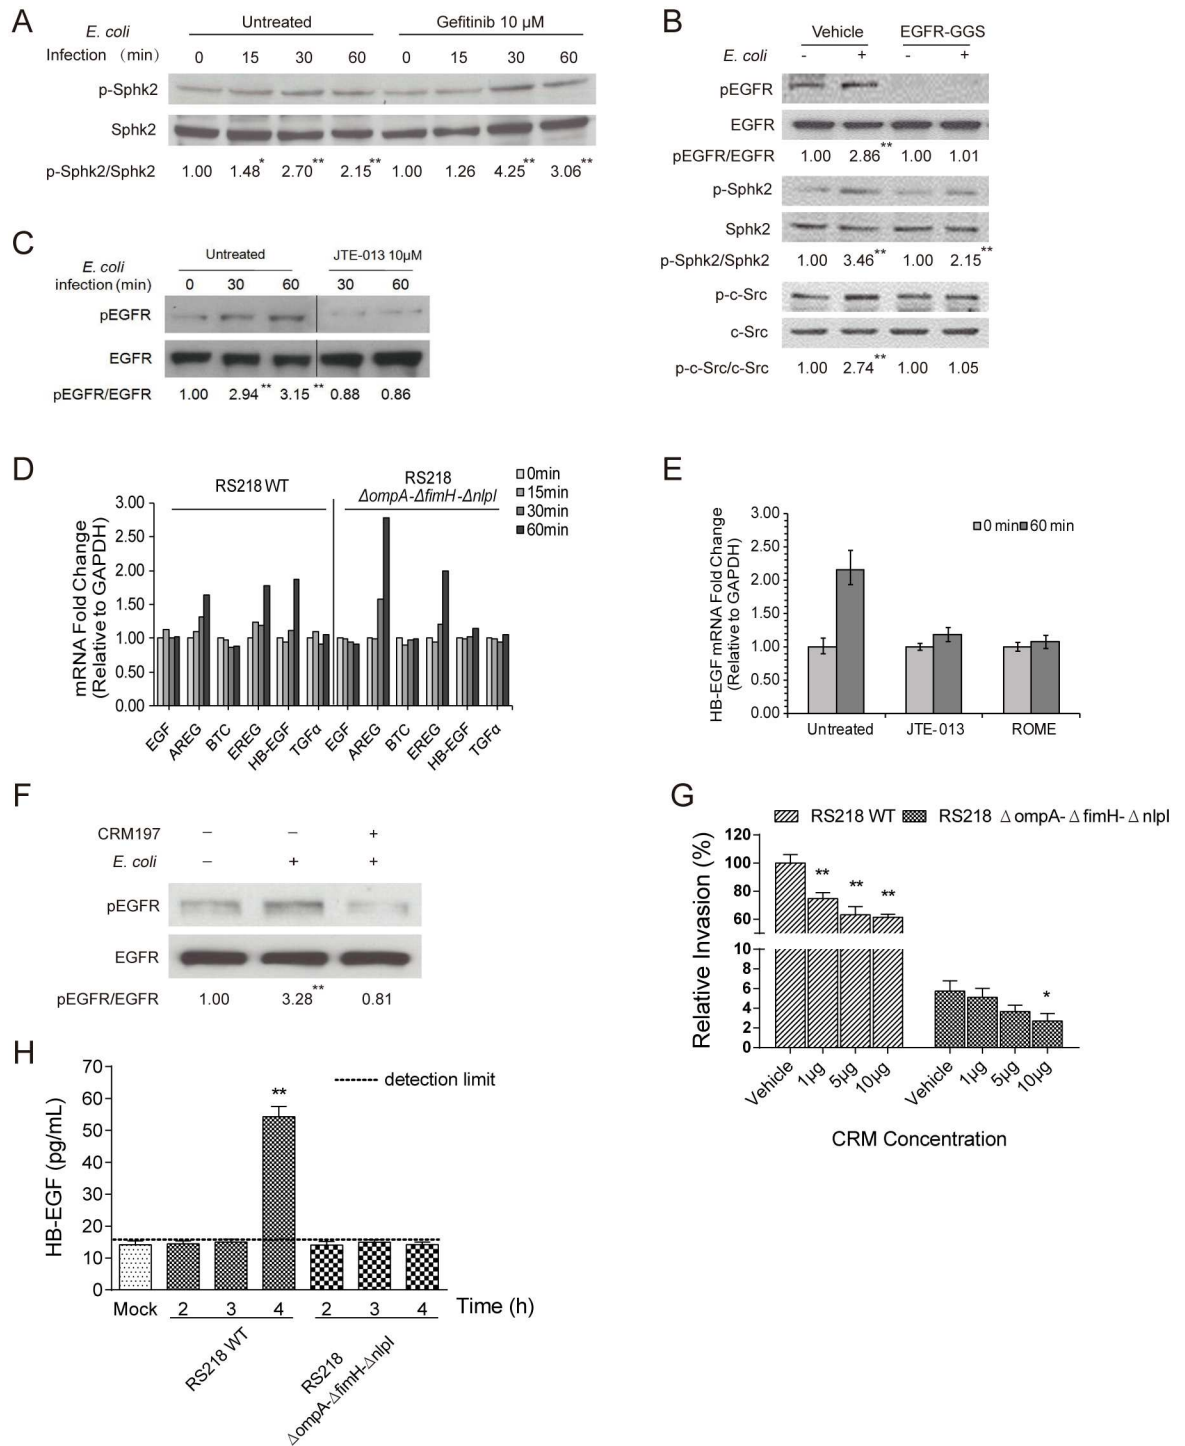 A
E. coli
Infection (min)
Untreated
Gefitinib 10 μM
0 15 30 60 0 15 30 60
p-Sphk2
Sphk2
p-Sphk2/Sphk2 1.00 1.48* 2.70** 2.15** 1.00 1.26 4.25** 3.06**
B
Vehicle EGFR-GGS
E. coli - + - +
pEGFR
EGFR
pEGFR/EGFR 1.00 2.86** 1.00 1.01
p-Sphk2
Sphk2
p-Sphk2/Sphk2 1.00 3.46** 1.00 2.15**
p-c-Src
c-Src
p-c-Src/c-Src 1.00 2.74** 1.00 1.05
C
Untreated JTE-013 10μM
E. coli
infection (min) 0 30 60 30 60
pEGFR
EGFR
pEGFR/EGFR 1.00 2.94** 3.15** 0.88 0.86
D
RS218 WT
RS218
ΔompA-ΔfimH-ΔnlpI
0min
15min
30min
60min
mRNA Fold Change
(Relative to GAPDH)
3.00
2.50
2.00
1.50
1.00
0.50
0.00
EGF AREG BTC EREG HB-EGF TGFα EGF AREG BTC EREG HB-EGF TGFα
E
0 min 60 min
HB-EGF mRNA Fold Change
(Relative to GAPDH)
3.00
2.50
2.00
1.50
1.00
0.50
0.00
Untreated JTE-013 ROME
F
CRM197 – – +
E. coli – + +
pEGFR
EGFR
pEGFR/EGFR 1.00 3.28** 0.81
G
RS218 WT RS218 ΔompA-ΔfimH-ΔnlpI
Relative Invasion (%)
120
100
80
60
10
8
6
4
2
0
** ** ** *
Vehicle 1μg 5μg 10μg Vehicle 1μg 5μg 10μg
CRM Concentration
H
HB-EGF (pg/mL)
70
60
50
40
30
20
10
0
detection limit
**
Mock 2 3 4 2 3 4 Time (h)
RS218 WT
RS218
ΔompA-ΔfimH-ΔnlpI